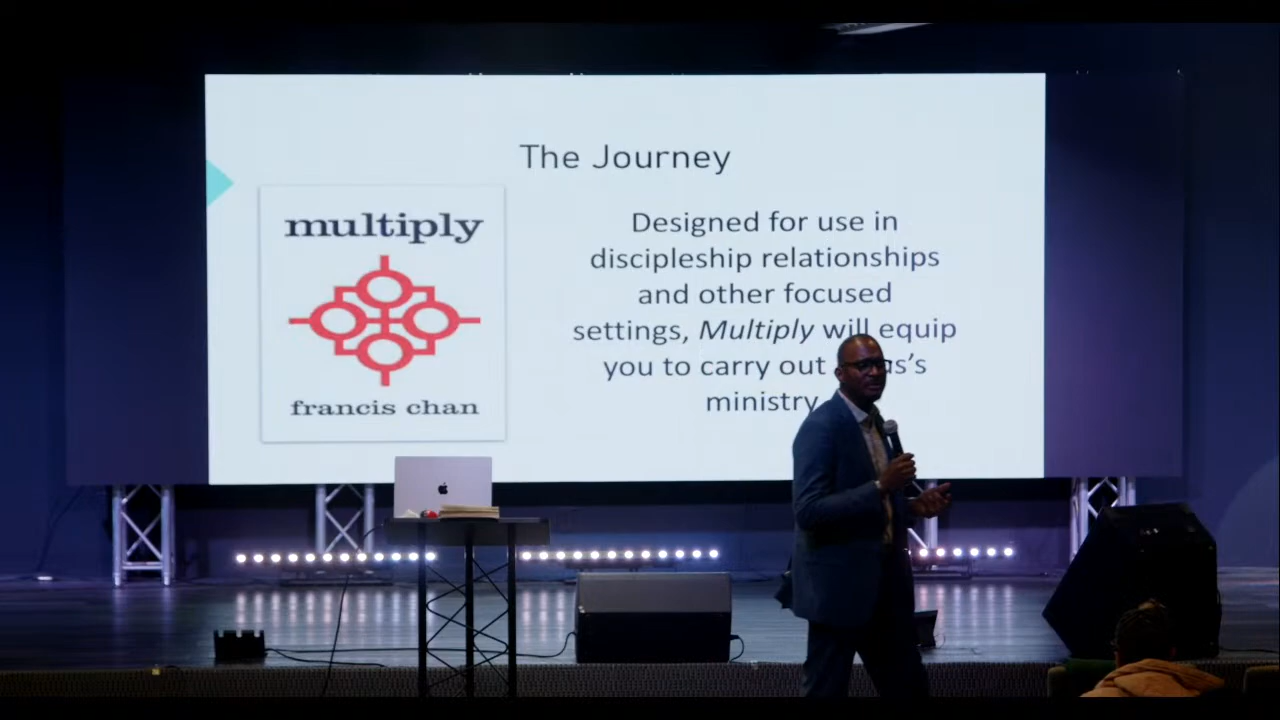 The Journey
multiply
francis chan
Designed for use in
discipleship relationships
and other focused
settings, Multiply will equip
you to carry out
ministry